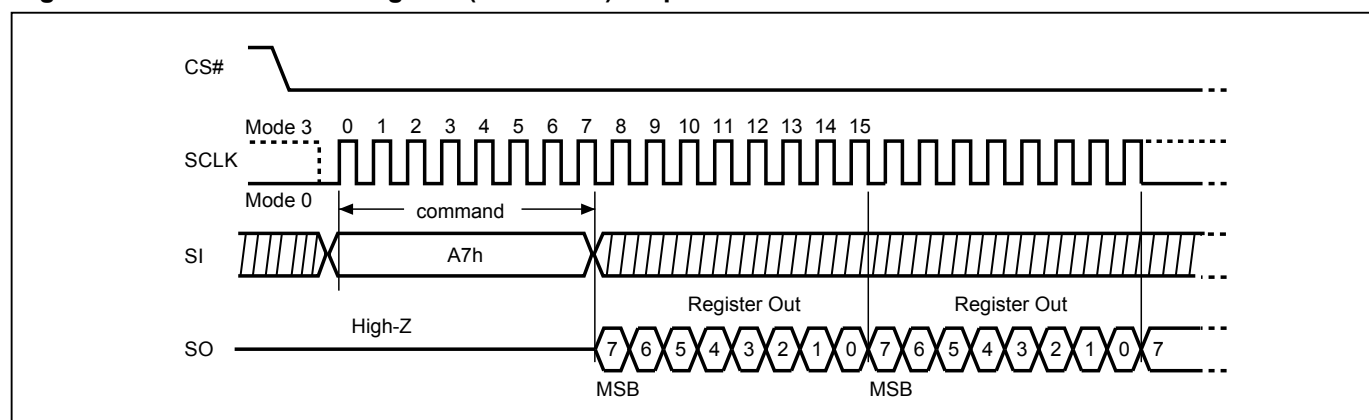 CS#
Mode 3 0 1 2 3 4 5 6 7 8 9 10 11 12 13 14 15
SCLK
Mode 0
command
SI A7h
Register Out Register Out
High-Z
SO 7 6 5 4 3 2 1 0 7 6 5 4 3 2 1 0 7
MSB MSB